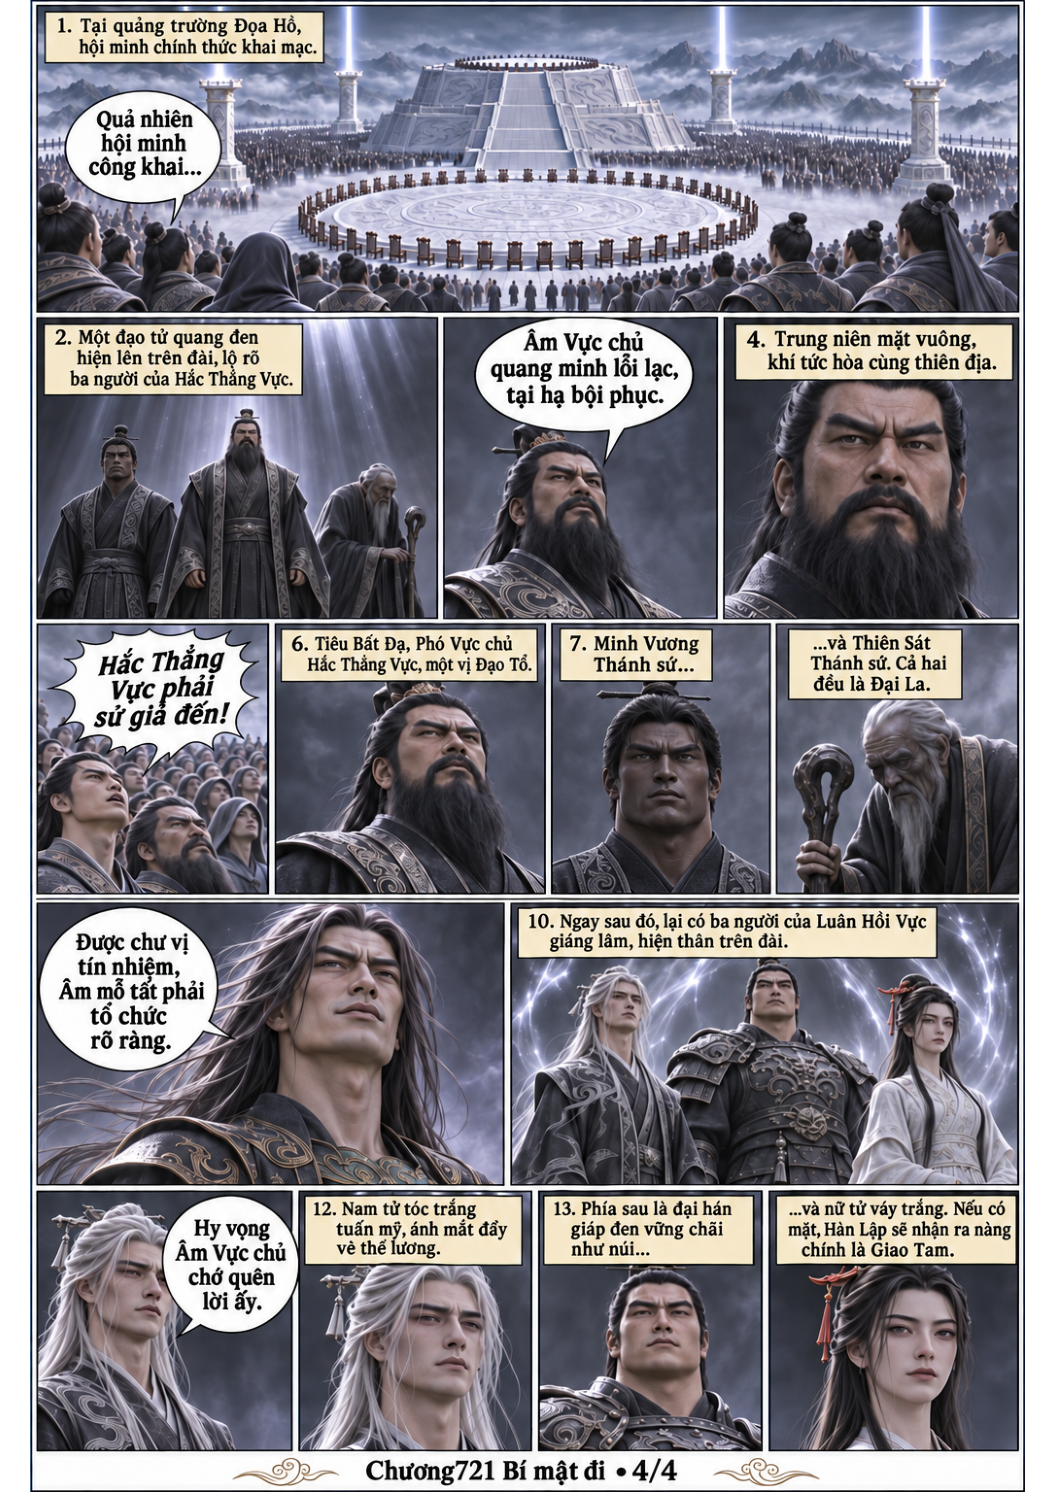 1. Tại quảng trường Đọa Hồ,
hội minh chính thức khai mạc.
Quả nhiên
hội minh
công khai...
2. Một đạo tử quang đen
hiện lên trên đài, lộ rõ
ba người của Hắc Thằng Vực.
Âm Vực chủ
quang minh lỗi lạc,
tại hạ bội phục.
4. Trung niên mặt vuông,
khí tức hòa cùng thiên địa.
Hắc Thằng
Vực phái
sứ giả đến!
6. Tiêu Bất Dạ, Phó Vực chủ
Hắc Thằng Vực, một vị Đạo Tổ.
7. Minh Vương
Thánh sứ...
...và Thiên Sát
Thánh sứ. Cả hai
đều là Đại La.
Được chư vị
tín nhiệm,
Âm mỗ tất phải
tổ chức
rõ ràng.
10. Ngay sau đó, lại có ba người của Luân Hồi Vực
giáng lâm, hiện thân trên đài.
Hy vọng
Âm Vực chủ
chớ quên
lời ấy.
12. Nam tử tóc trắng
tuấn mỹ, ánh mắt đầy
vẻ thê lương.
13. Phía sau là đại hán
giáp đen vững chãi
như núi...
...và nữ tử váy trắng. Nếu có
mặt, Hàn Lập sẽ nhận ra nàng
chính là Giao Tam.
Chương721 Bí mật đi • 4/4